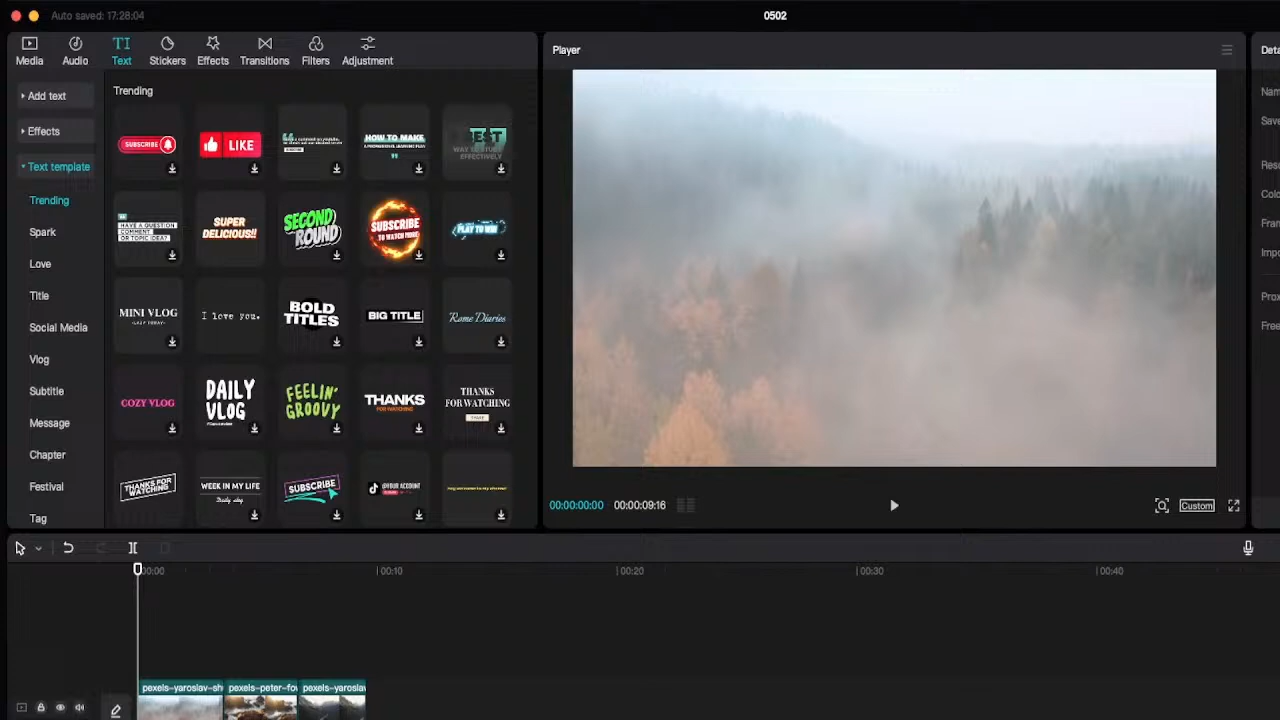 Auto saved: 17:28:04
0502
Media
Audio
TI
Text
Stickers
Effects
Transitions
Filters
Adjustment
Player
Add text
Effects
Text template
Trending
Spark
Love
Title
Social Media
Vlog
Subtitle
Message
Chapter
Festival
Tag
Trending
SUBSCRIBE
LIKE
HOW TO MAKE
EFFECTIVELY
HAVE A QUESTION
COMMENT
OR TOPIC IDEA?
SUPER
DELICIOUS!!
SECOND
ROUND
SUBSCRIBE
TO WATCH MORE!
PLAY TO WIN
MINI VLOG
I love you.
BOLD
TITLES
BIG TITLE
Rome Diaries
COZY VLOG
DAILY
VLOG
FEELIN'
GROOVY
THANKS
FOR WATCHING
THANKS
FOR WATCHING
THANKS FOR
WATCHING
WEEK IN MY LIFE
Daily vlog
SUBSCRIBE
@YOUR ACCOUNT
00:00:00:00
00:00:09:16
Custom
00:00
00:10
00:20
00:30
00:40
pexels-yaroslav-sh
pexels-peter-fo
pexels-yaroslav